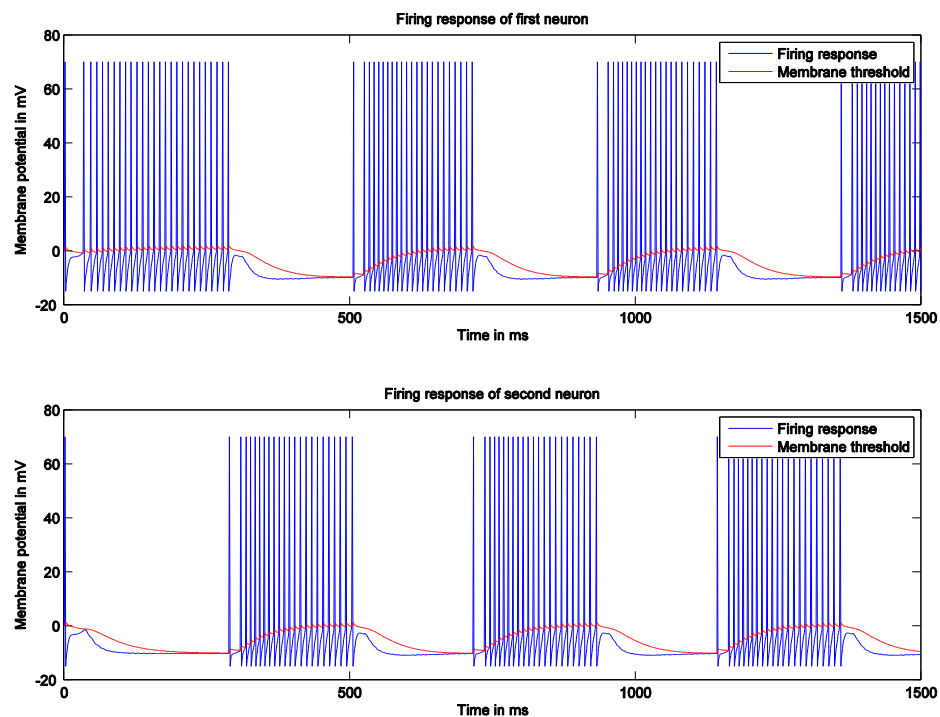 Firing response of first neuron
80
60
40
20
0
-20
Membrane potential in mV
Firing response
Membrane threshold
0
500
1000
1500
Time in ms
Firing response of second neuron
80
60
40
20
0
-20
Membrane potential in mV
Firing response
Membrane threshold
0
500
1000
1500
Time in ms